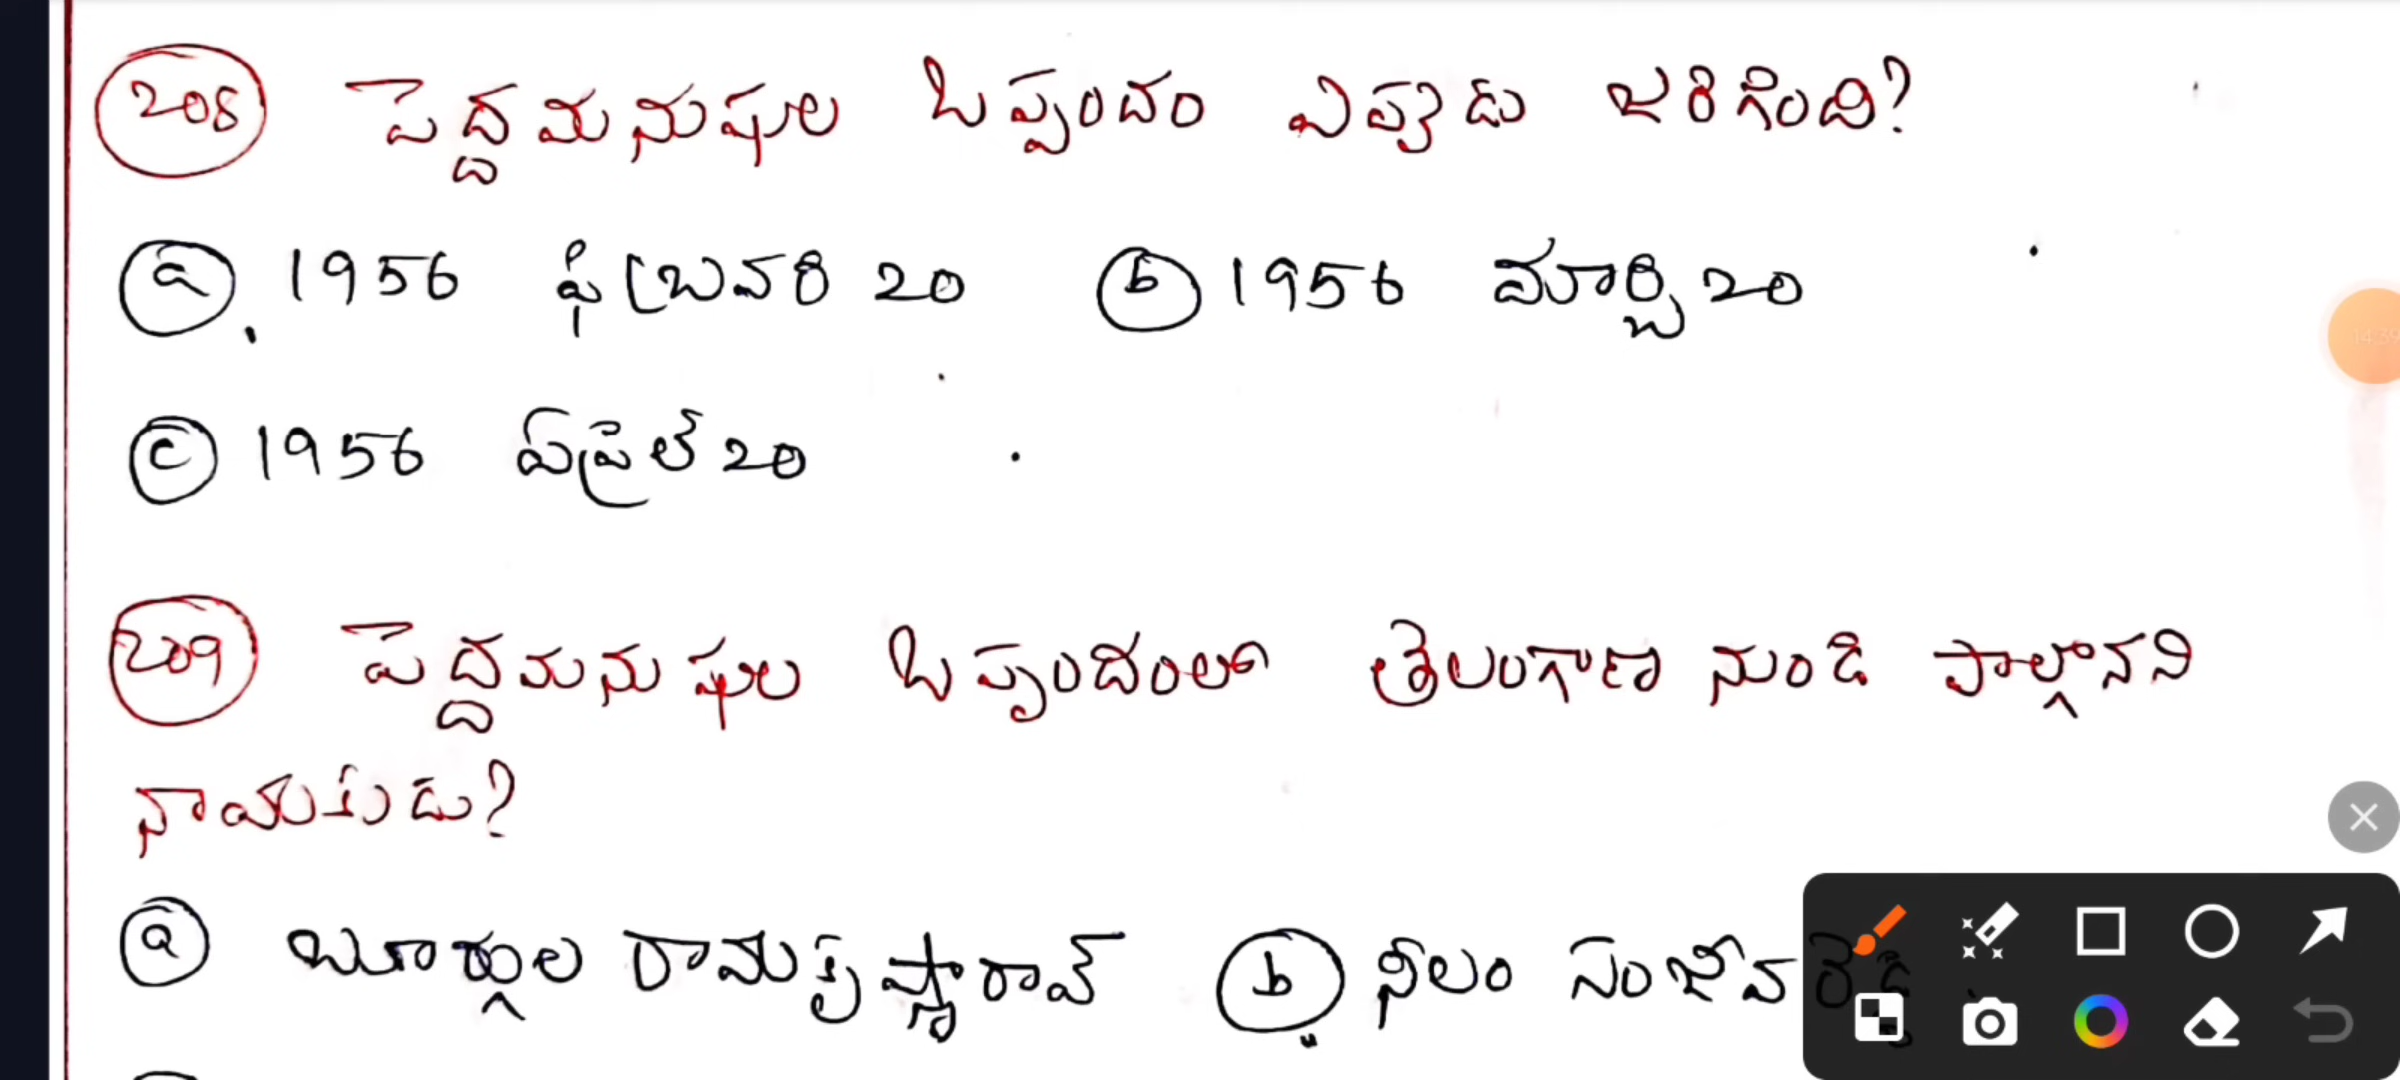 208 పెద్దమనుషుల ఒప్పందం ఎప్పుడు జరిగింది?
a 1956 ఫిబ్రవరి 20 b 1956 మార్చి 20
c 1956 ఏప్రిల్ 20
209 పెద్దమనుషుల ఒప్పందంలో తెలంగాణ నుండి పాల్గొనని
నాయకుడు?
a బూర్గుల రామకృష్ణారావ్ b నీలం సంజీవ